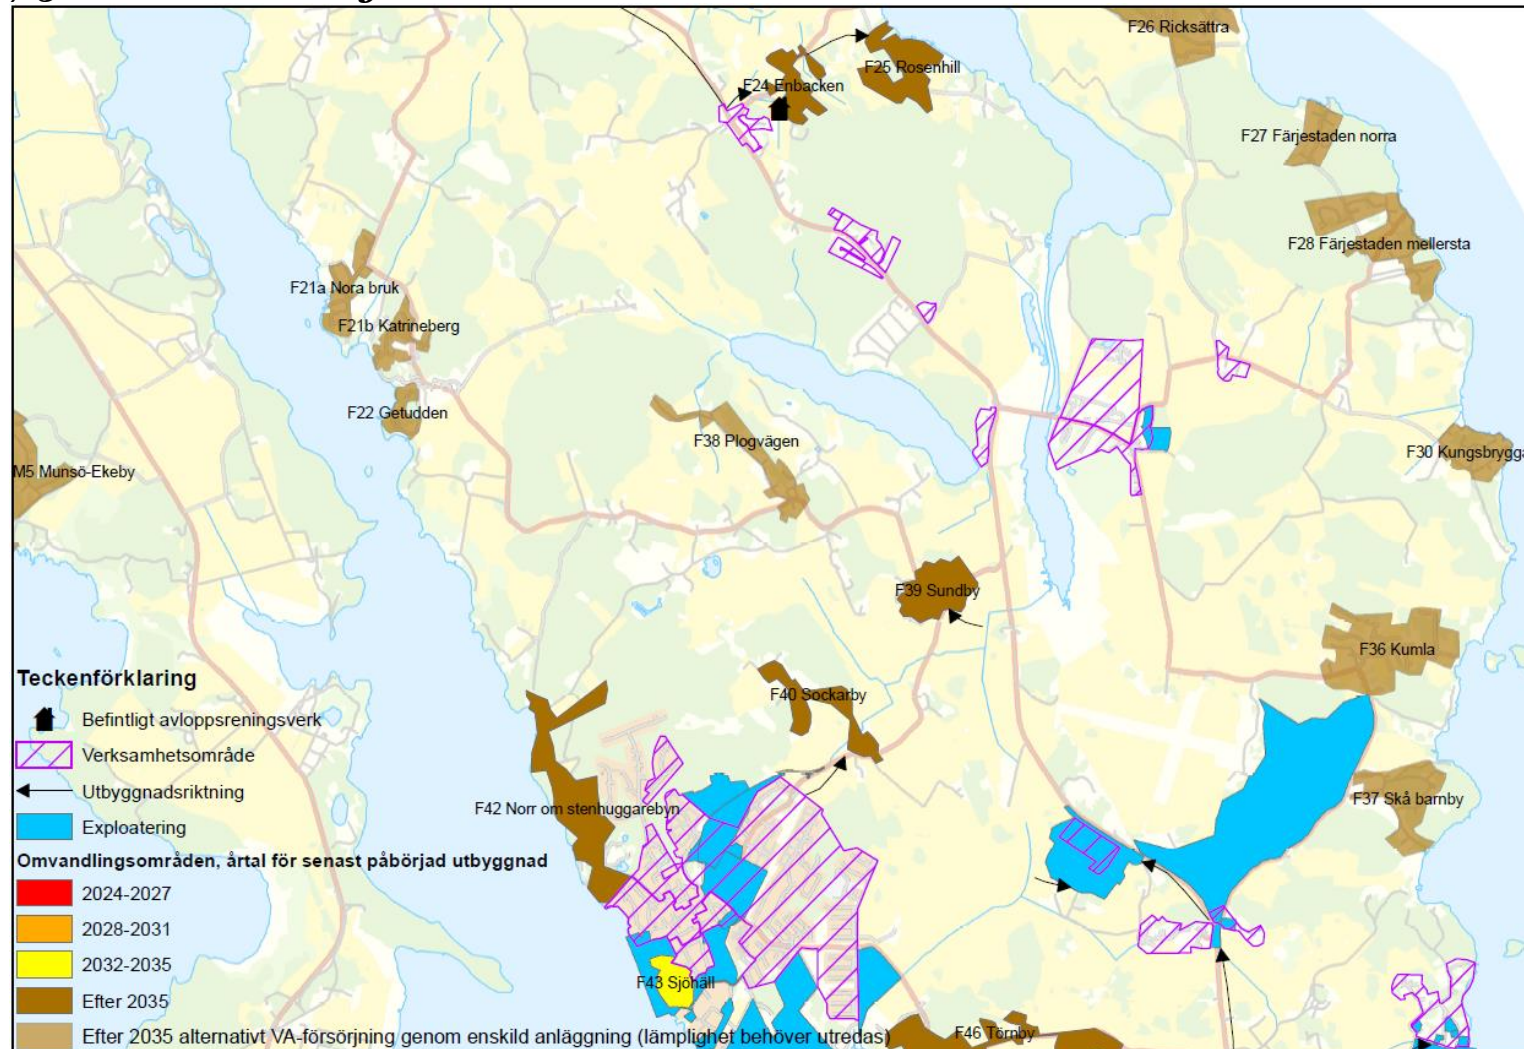 F26 Ricksättra
F25 Rosenhill
F24 Enbacken
F27 Färjestaden norra
F28 Färjestaden mellersta
F21a Nora bruk
F21b Katrineberg
F22 Getudden
F38 Plogvägen
F30 Kungsbrygga
M5 Munsö-Ekeby
F39 Sundby
F36 Kumla
F40 Sockarby
F42 Norr om stenhuggarebyn
F37 Skå barnby
F43 Sjöhäll
F46 Törnby
Teckenförklaring
Befintligt avloppsreningsverk
Verksamhetsområde
Utbyggnadsriktning
Exploatering
Omvandlingsområden, årtal för senast påbörjad utbyggnad
2024-2027
2028-2031
2032-2035
Efter 2035
Efter 2035 alternativt VA-försörjning genom enskild anläggning (lämplighet behöver utredas)